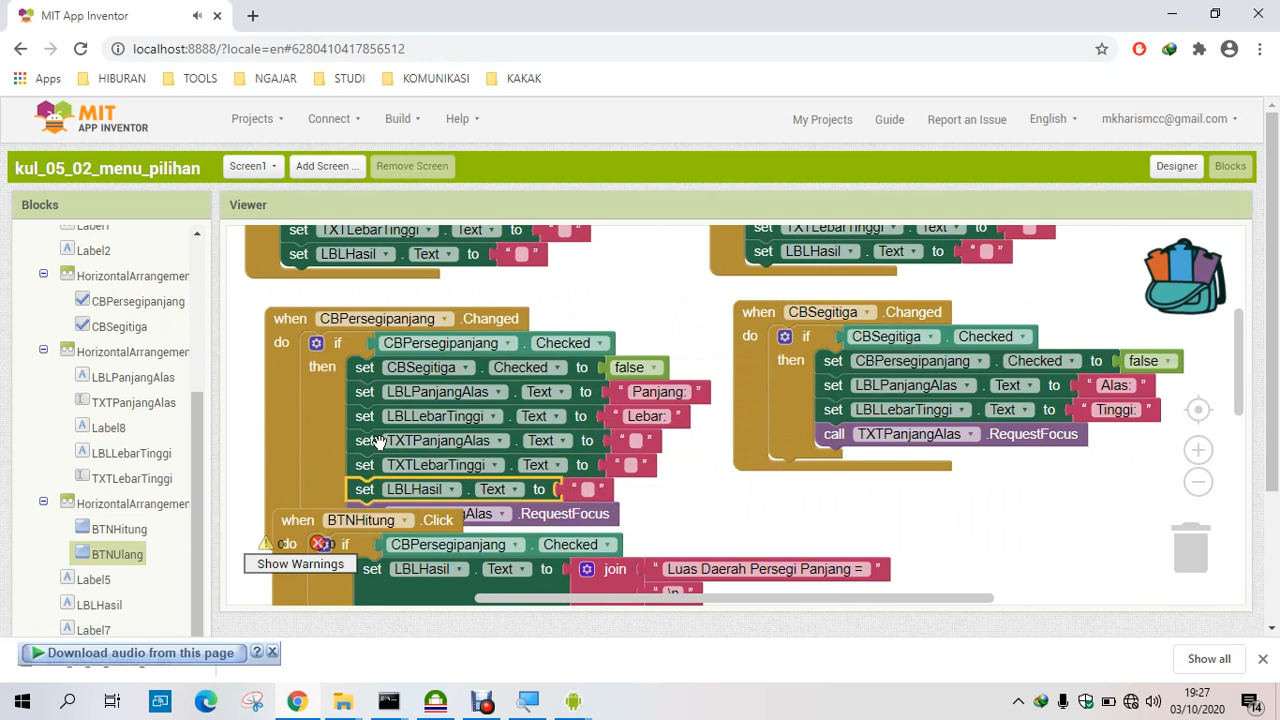 MIT App Inventor
localhost:8888/?locale=en#6280410417856512
Apps HIBURAN TOOLS NGAJAR STUDI KOMUNIKASI KAKAK
MIT
APP INVENTOR
Projects Connect Build Help My Projects Guide Report an Issue English mkharismcc@gmail.com
kul_05_02_menu_pilihan Screen1 Add Screen ... Remove Screen Designer Blocks
Blocks
Viewer
Label1
Label2
HorizontalArrangemen
CBPersegipanjang
CBSegitiga
HorizontalArrangemen
LBLPanjangAlas
TXTPanjangAlas
Label8
LBLLebarTinggi
TXTLebarTinggi
HorizontalArrangemen
BTNHitung
BTNUlang
Label5
LBLHasil
Label7
set TXTLebarTinggi . Text to “ ”
set LBLHasil . Text to “ ”
set TXTLebarTinggi . Text to “ ”
set LBLHasil . Text to “ ”
when CBPersegipanjang .Changed
do if CBPersegipanjang . Checked
then set CBSegitiga . Checked to false
set LBLPanjangAlas . Text to “ Panjang: ”
set LBLLebarTinggi . Text to “ Lebar: ”
set TXTPanjangAlas . Text to “ ”
set TXTLebarTinggi . Text to “ ”
set LBLHasil . Text to “ ”
gAlas .RequestFocus
when CBSegitiga .Changed
do if CBSegitiga . Checked
then set CBPersegipanjang . Checked to false
set LBLPanjangAlas . Text to “ Alas: ”
set LBLLebarTinggi . Text to “ Tinggi: ”
call TXTPanjangAlas .RequestFocus
when BTNHitung .Click
do if CBPersegipanjang . Checked
set LBLHasil . Text to join “ Luas Daerah Persegi Panjang = ”
“ \n ”
Show Warnings
Download audio from this page ?
Show all
19:27
03/10/2020
14